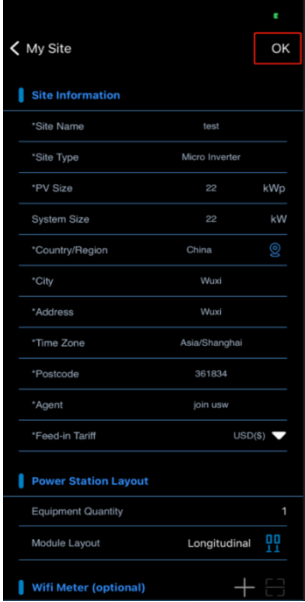 My Site OK
Site Information
*Site Name test
*Site Type Micro Inverter
*PV Size 22 kWp
System Size 22 kW
*Country/Region China
*City Wuxi
*Address Wuxi
*Time Zone Asia/Shanghai
*Postcode 361834
*Agent join usw
*Feed-in Tariff USD($)
Power Station Layout
Equipment Quantity 1
Module Layout Longitudinal
Wifi Meter (optional)